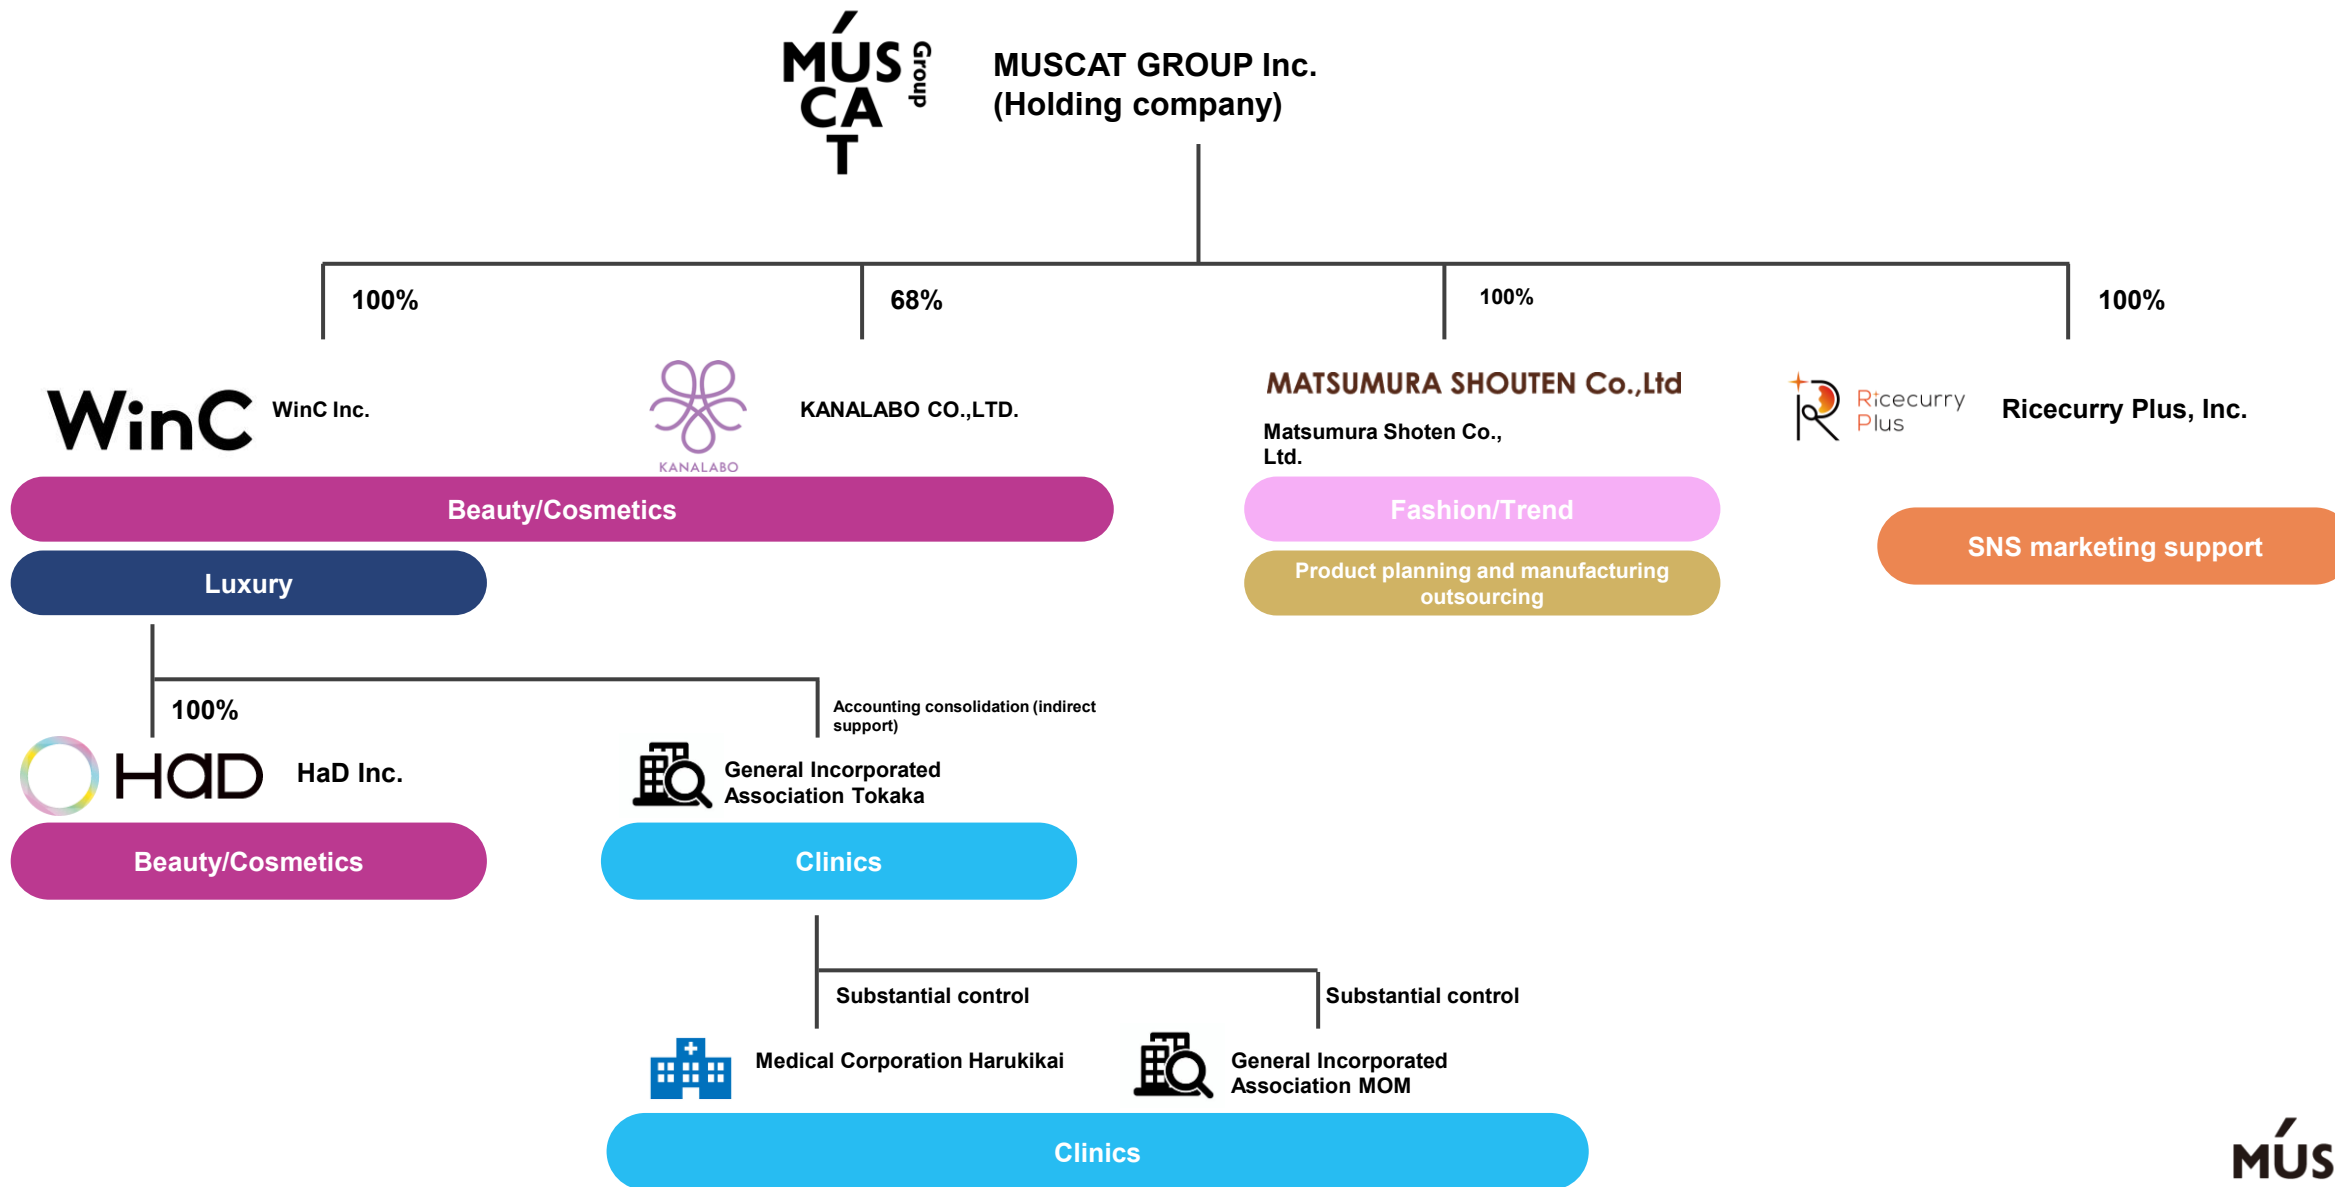 MÚS
CA
T
Group
MUSCAT GROUP Inc.
(Holding company)
100%
68%
100%
100%
WinC
WinC Inc.
KANALABO
KANALABO CO.,LTD.
MATSUMURA SHOUTEN Co.,Ltd
Matsumura Shoten Co.,
Ltd.
Ricecurry
Plus
Ricecurry Plus, Inc.
Beauty/Cosmetics
Fashion/Trend
SNS marketing support
Luxury
Product planning and manufacturing
outsourcing
100%
Accounting consolidation (indirect
support)
HaD
HaD Inc.
General Incorporated
Association Tokaka
Beauty/Cosmetics
Clinics
Substantial control
Substantial control
Medical Corporation Harukikai
General Incorporated
Association MOM
Clinics
MÚS